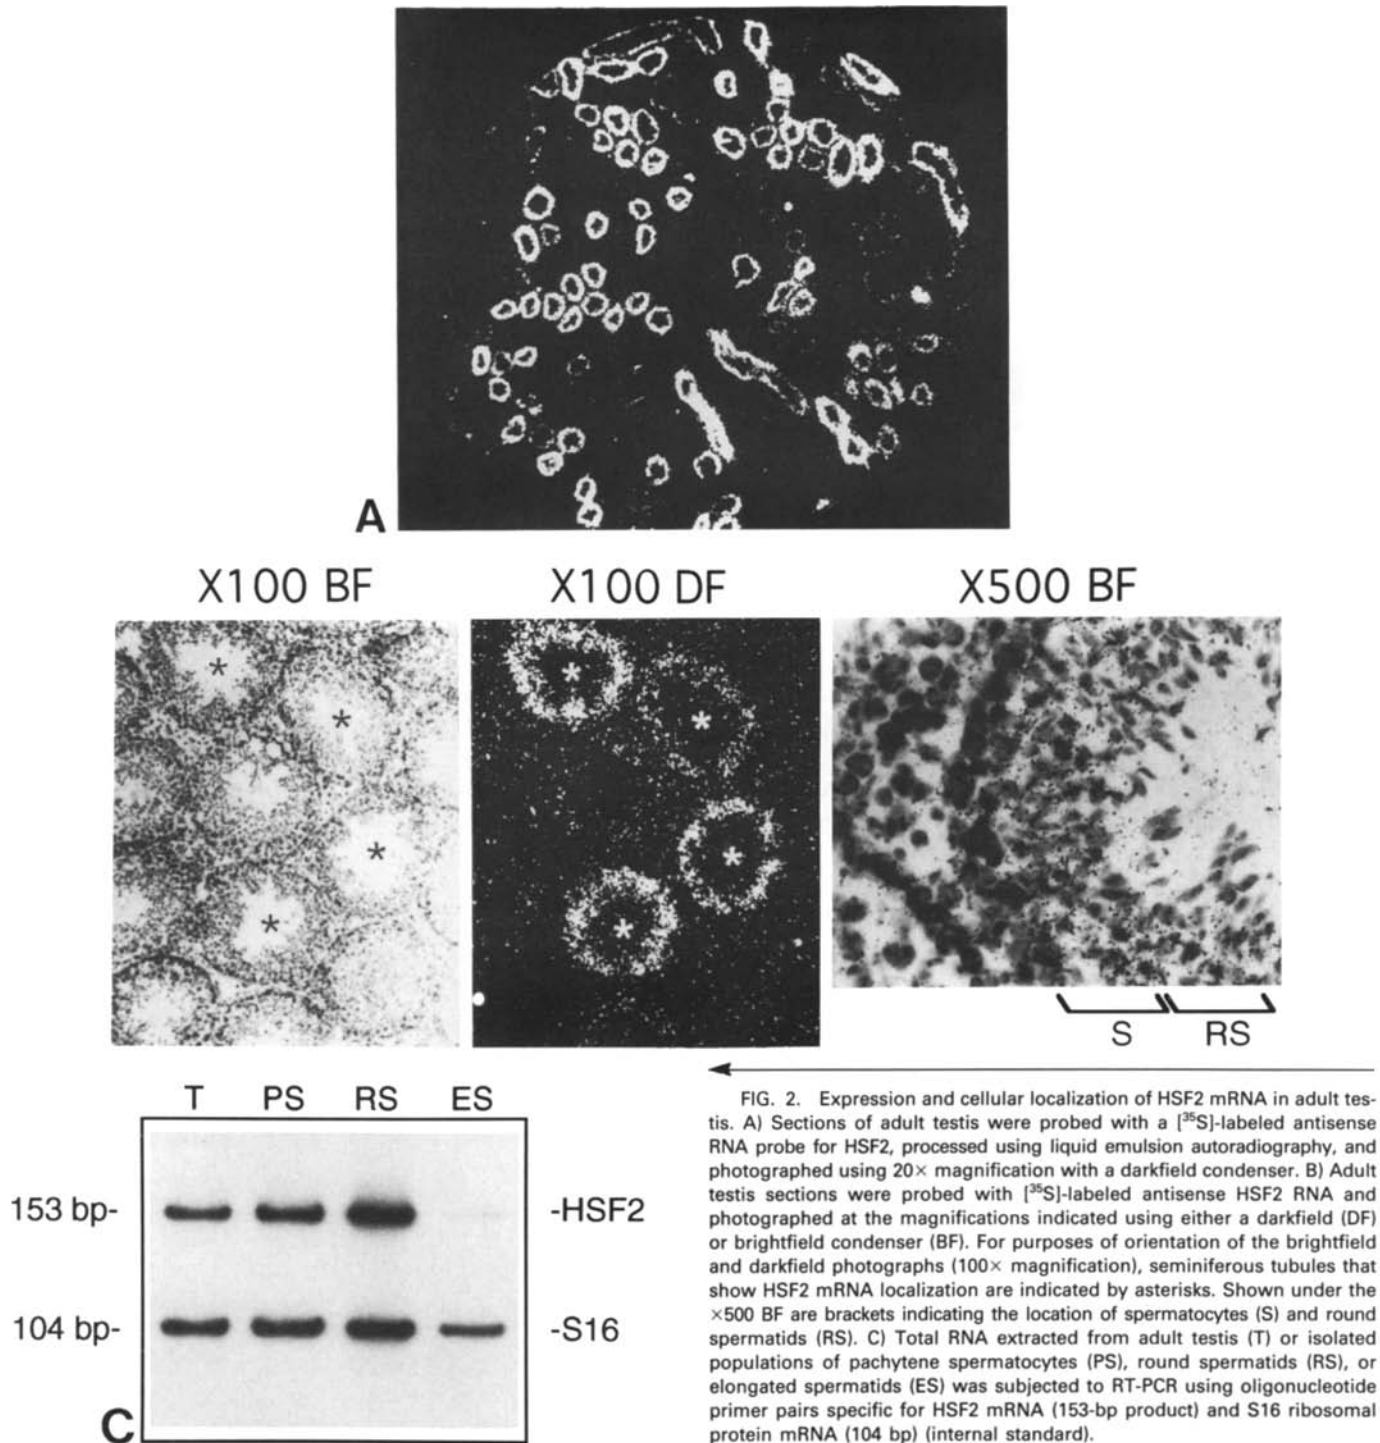 A
X100 BF
X100 DF
X500 BF
* * * *
* * * *
S RS
T PS RS ES
153 bp- -HSF2
104 bp- -S16
C
FIG. 2. Expression and cellular localization of HSF2 mRNA in adult tes-
tis. A) Sections of adult testis were probed with a [³⁵S]-labeled antisense
RNA probe for HSF2, processed using liquid emulsion autoradiography, and
photographed using 20× magnification with a darkfield condenser. B) Adult
testis sections were probed with [³⁵S]-labeled antisense HSF2 RNA and
photographed at the magnifications indicated using either a darkfield (DF)
or brightfield condenser (BF). For purposes of orientation of the brightfield
and darkfield photographs (100× magnification), seminiferous tubules that
show HSF2 mRNA localization are indicated by asterisks. Shown under the
×500 BF are brackets indicating the location of spermatocytes (S) and round
spermatids (RS). C) Total RNA extracted from adult testis (T) or isolated
populations of pachytene spermatocytes (PS), round spermatids (RS), or
elongated spermatids (ES) was subjected to RT-PCR using oligonucleotide
primer pairs specific for HSF2 mRNA (153-bp product) and S16 ribosomal
protein mRNA (104 bp) (internal standard).